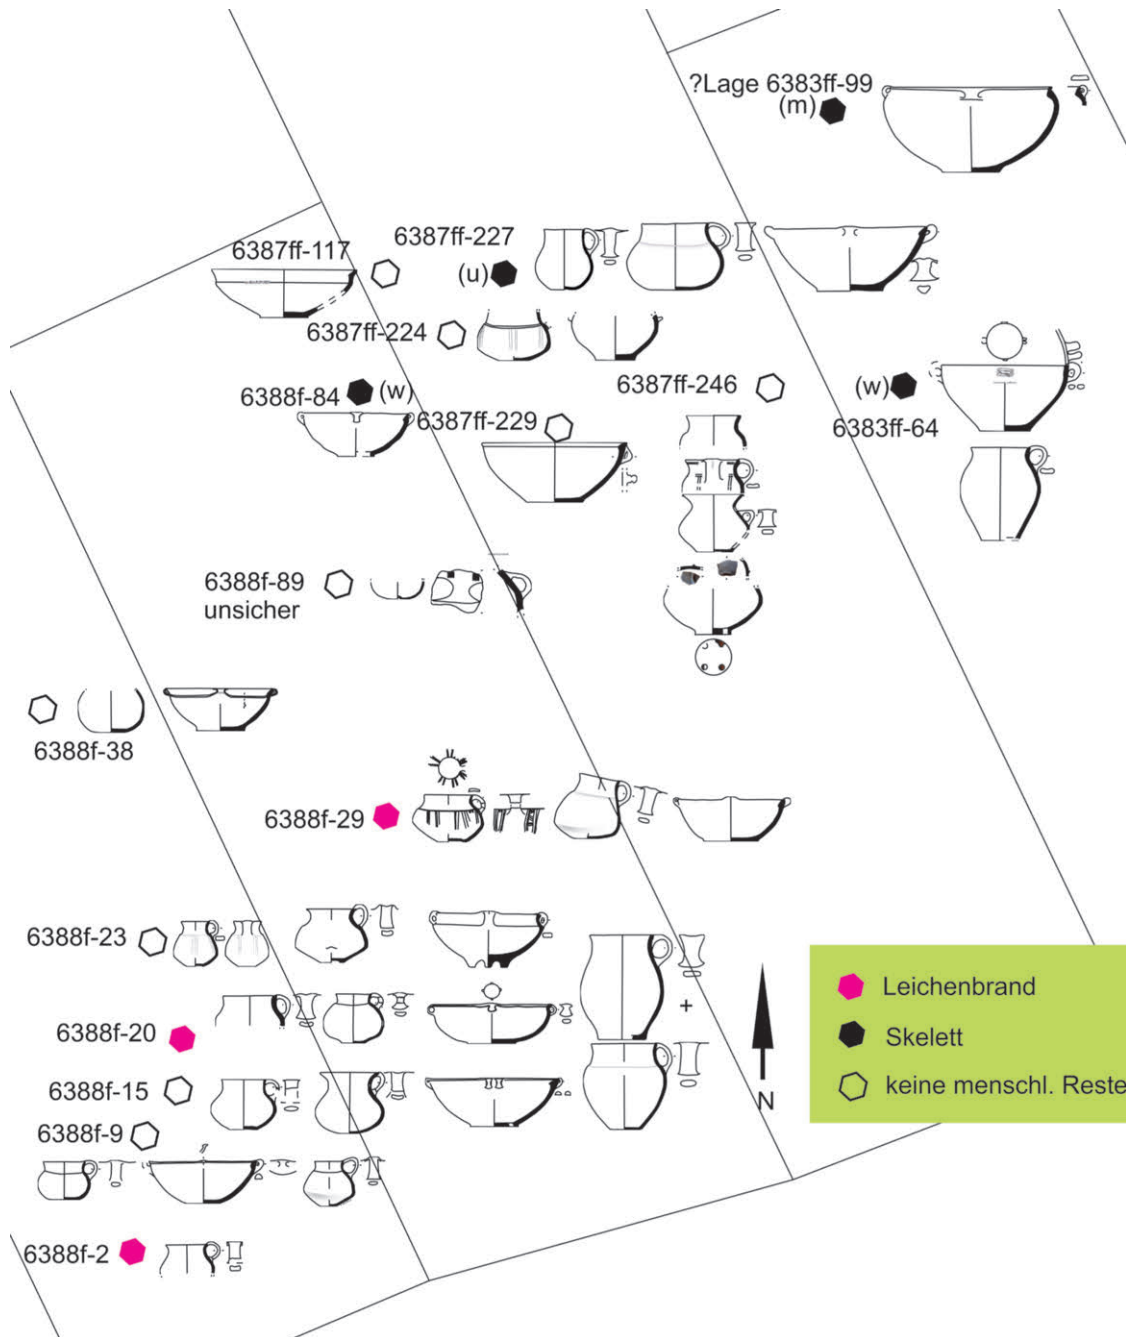 ?Lage 6383ff-99
(m)
6387ff-227
(u)
6387ff-117
6387ff-224
6388f-84 (w)
6387ff-229
6387ff-246
(w)
6383ff-64
6388f-89
unsicher
6388f-38
6388f-29
6388f-23
6388f-20
+
6388f-15
6388f-9
6388f-2
N
Leichenbrand
Skelett
keine menschl. Reste